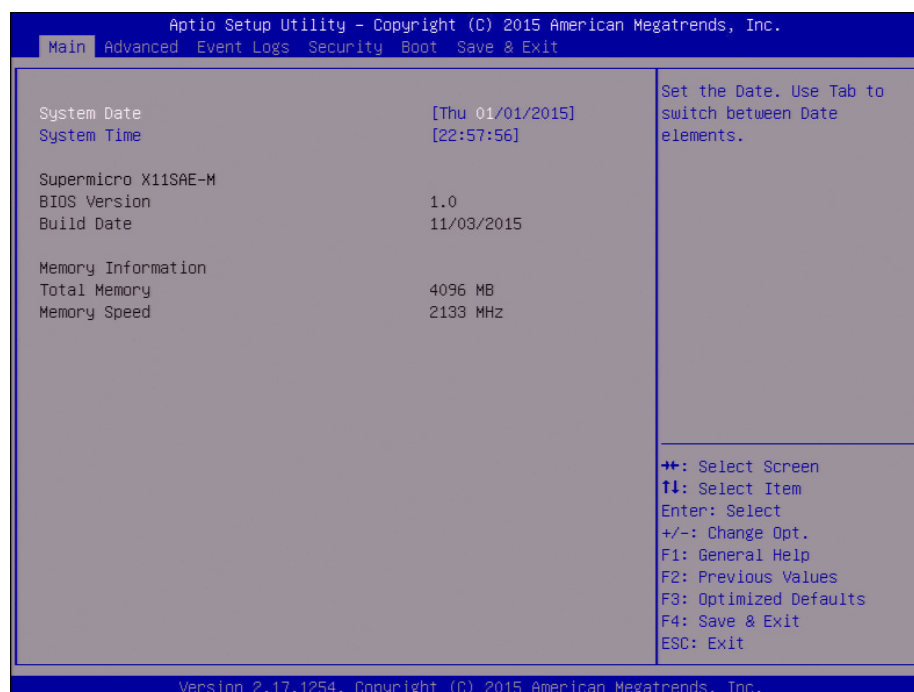 Aptio Setup Utility – Copyright (C) 2015 American Megatrends, Inc.
Main Advanced Event Logs Security Boot Save & Exit
System Date [Thu 01/01/2015]
System Time [22:57:56]
Supermicro X11SAE-M
BIOS Version 1.0
Build Date 11/03/2015
Memory Information
Total Memory 4096 MB
Memory Speed 2133 MHz
Set the Date. Use Tab to
switch between Date
elements.
→←: Select Screen
↑↓: Select Item
Enter: Select
+/-: Change Opt.
F1: General Help
F2: Previous Values
F3: Optimized Defaults
F4: Save & Exit
ESC: Exit
Version 2.17.1254. Copyright (C) 2015 American Megatrends, Inc.